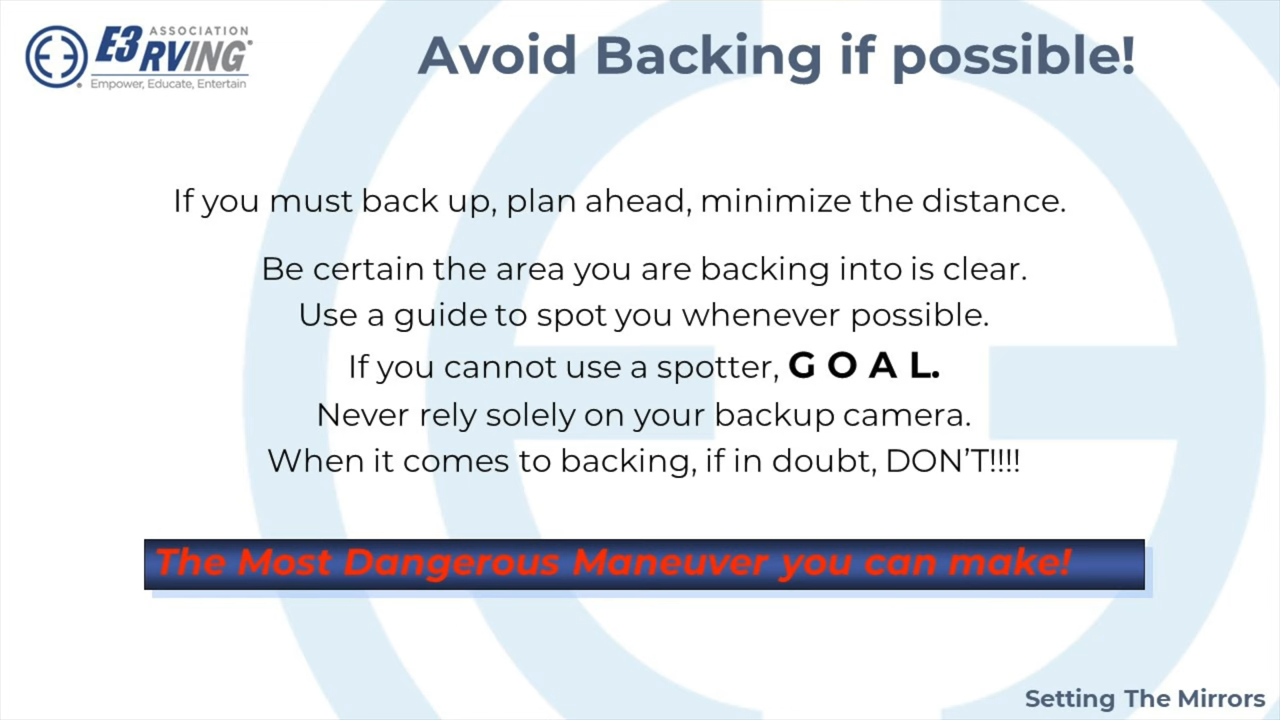 E3 ASSOCIATION
RVING
Empower, Educate, Entertain
Avoid Backing if possible!
If you must back up, plan ahead, minimize the distance.
Be certain the area you are backing into is clear.
Use a guide to spot you whenever possible.
If you cannot use a spotter, G O A L.
Never rely solely on your backup camera.
When it comes to backing, if in doubt, DON'T!!!!
The Most Dangerous Maneuver you can make!
Setting The Mirrors